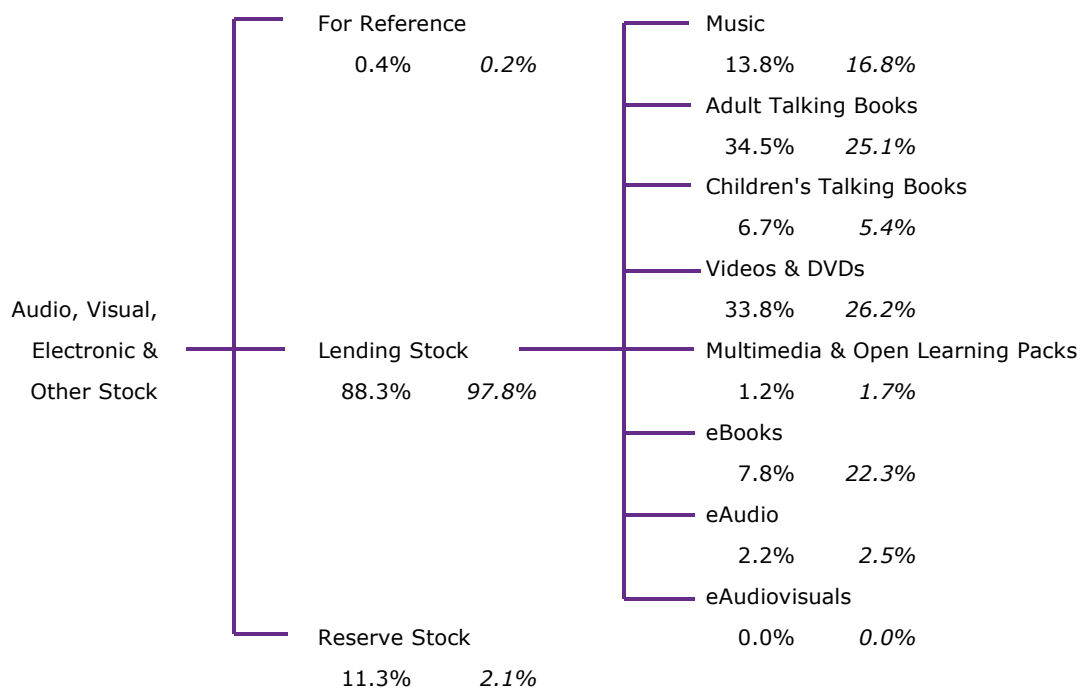 For Reference
0.4% 0.2%
Audio, Visual,
Electronic &
Other Stock
Lending Stock
88.3% 97.8%
Reserve Stock
11.3% 2.1%
Music
13.8% 16.8%
Adult Talking Books
34.5% 25.1%
Children's Talking Books
6.7% 5.4%
Videos & DVDs
33.8% 26.2%
Multimedia & Open Learning Packs
1.2% 1.7%
eBooks
7.8% 22.3%
eAudio
2.2% 2.5%
eAudiovisuals
0.0% 0.0%